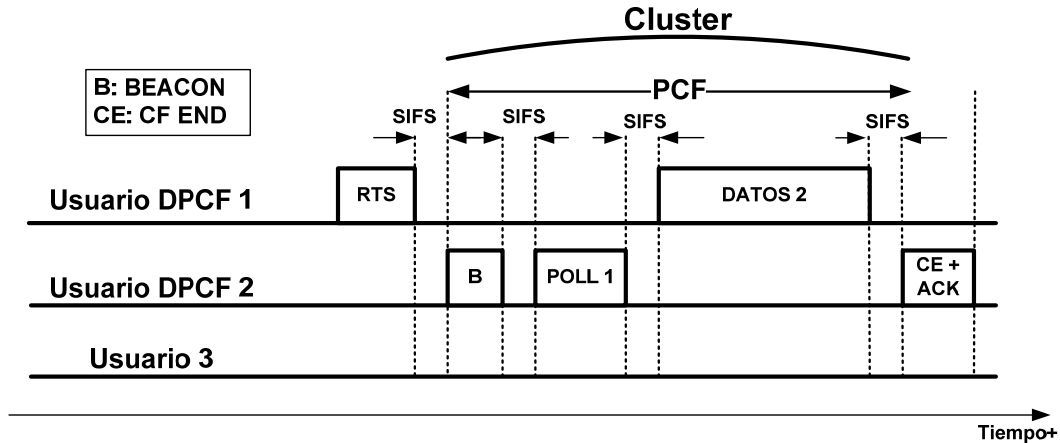 Cluster
B: BEACON
CE: CF END
PCF
SIFS
SIFS
SIFS
SIFS
Usuario DPCF 1
RTS
DATOS 2
Usuario DPCF 2
B
POLL 1
CE +
ACK
Usuario 3
Tiempo+